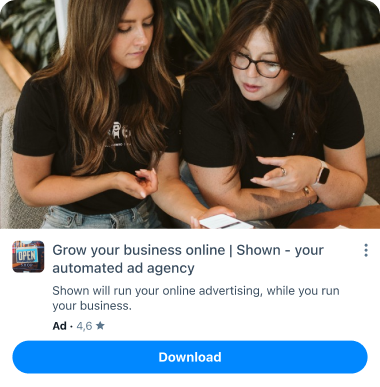 OPEN
Grow your business online | Shown - your
automated ad agency
Shown will run your online advertising, while you run
your business.
Ad · 4,6 ★
Download